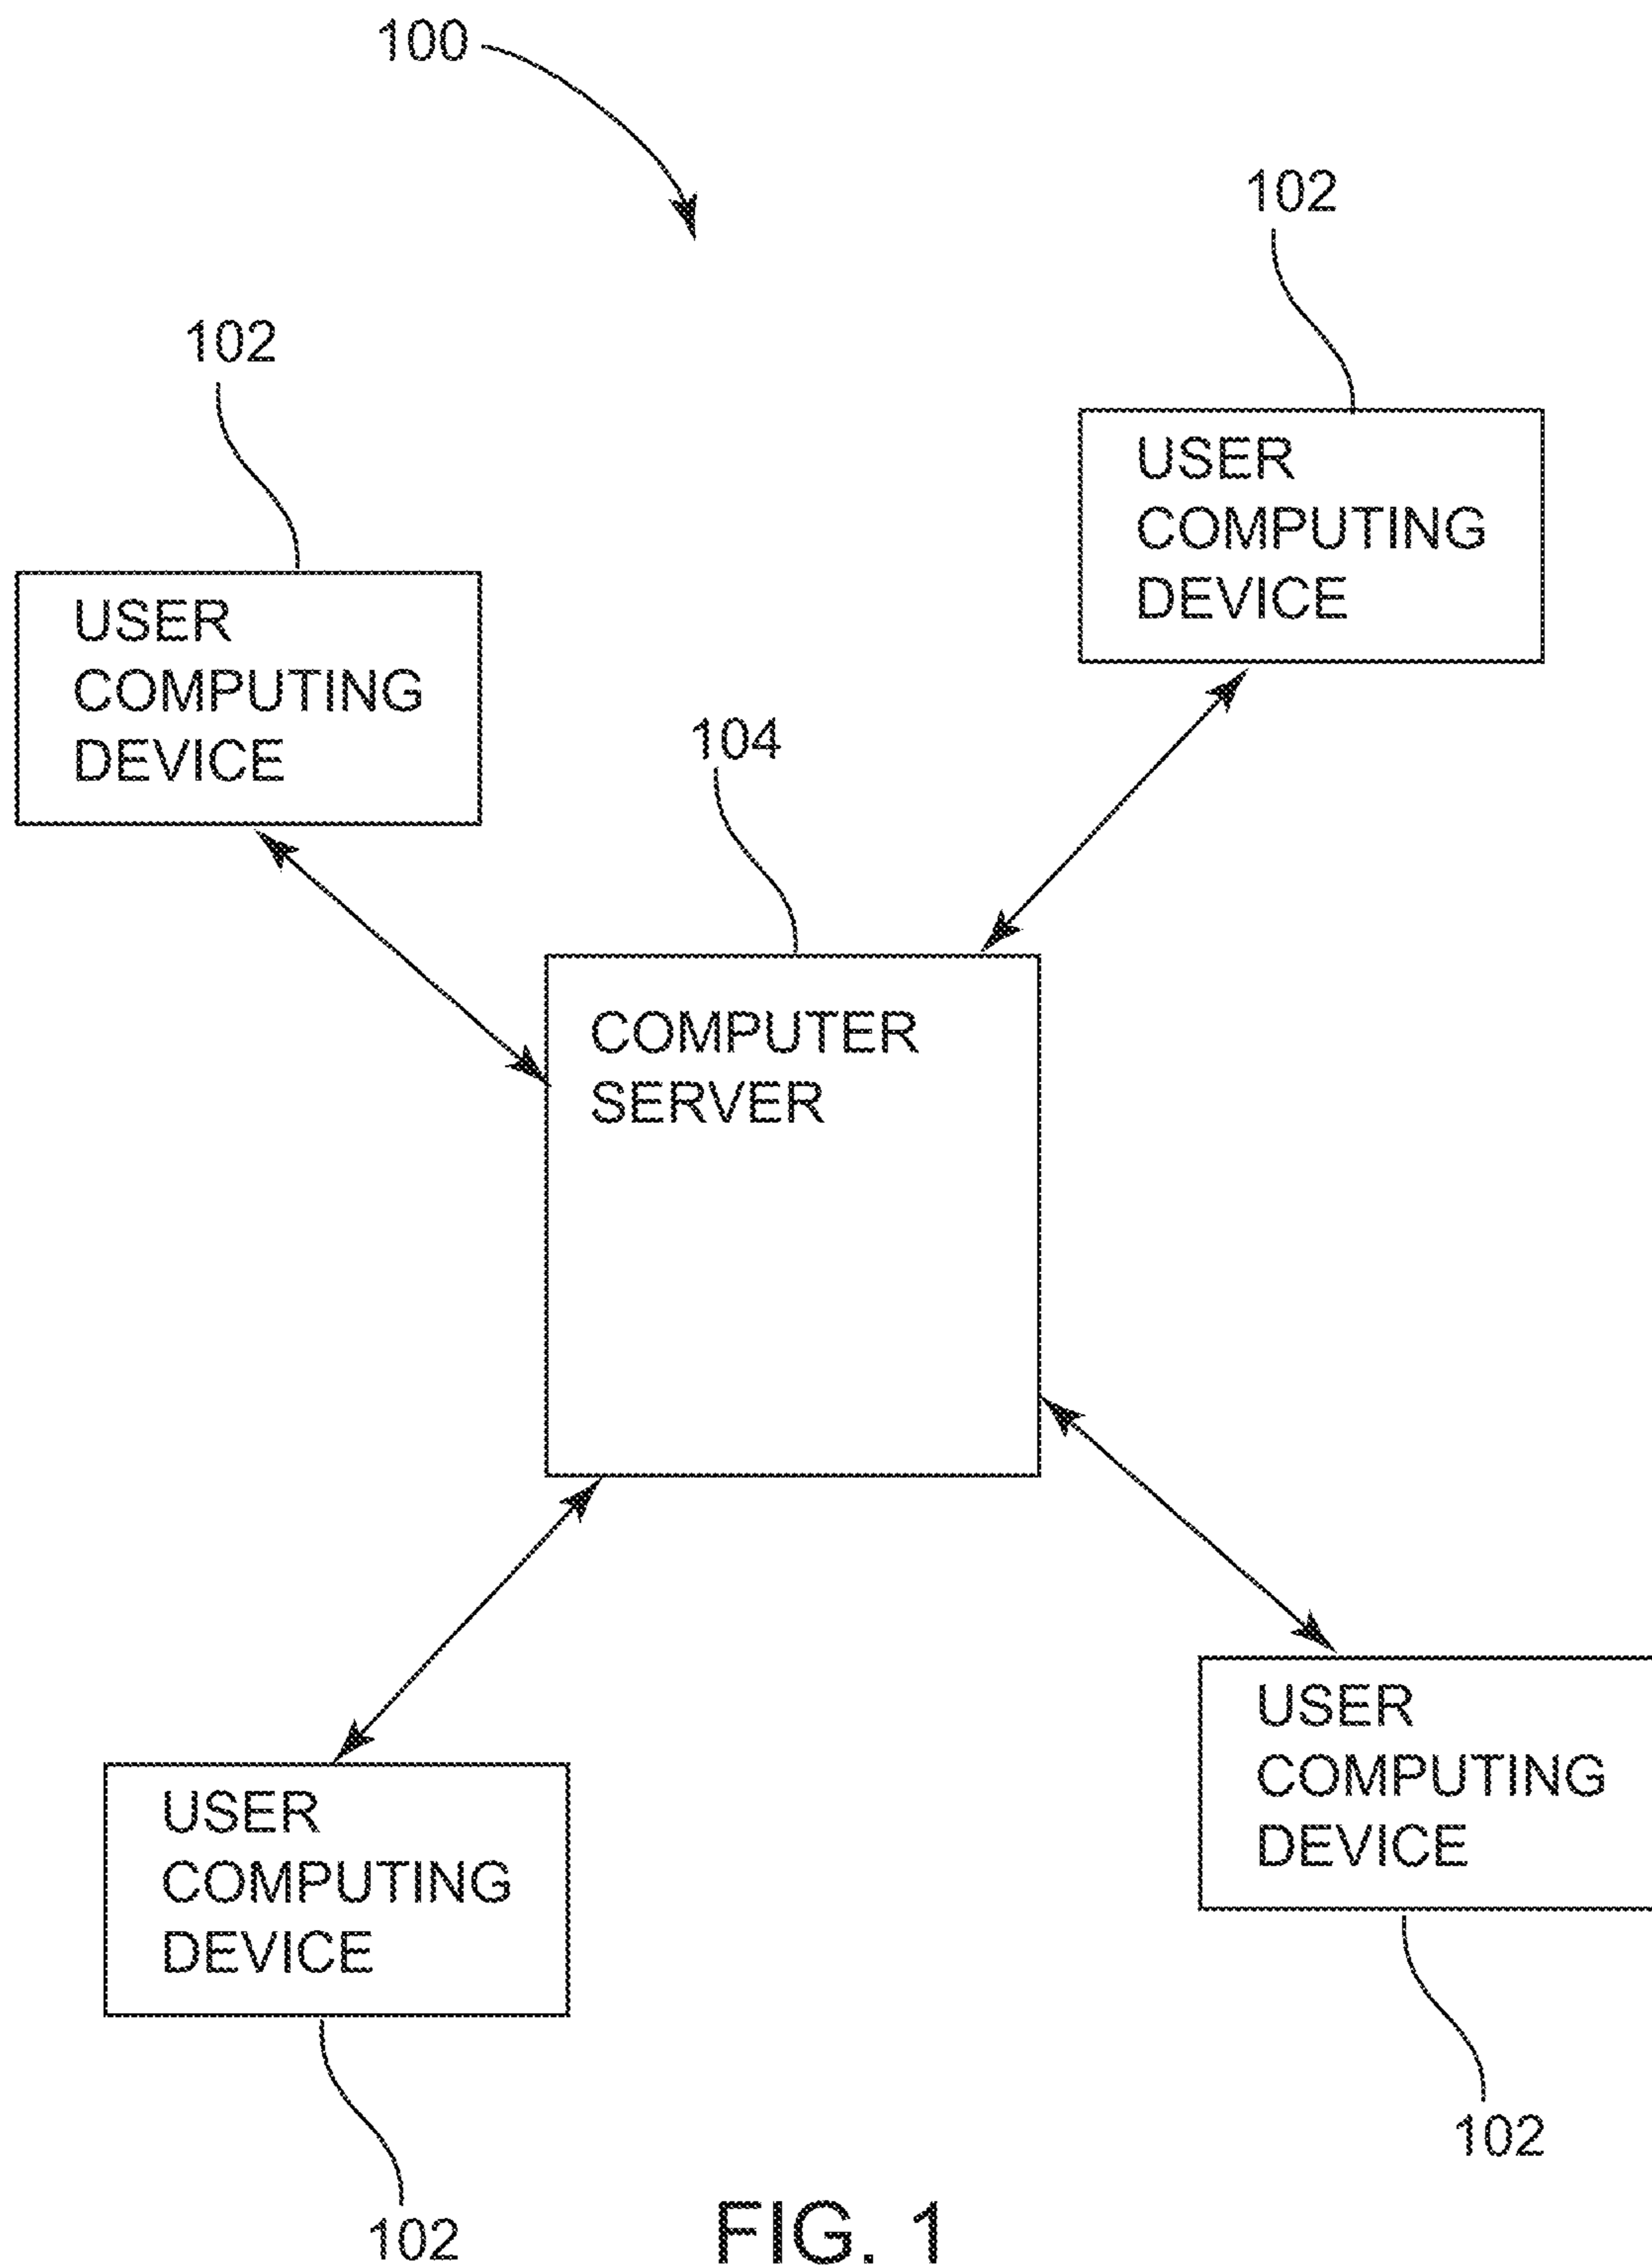 100
102
102
USER
COMPUTING
DEVICE
USER
COMPUTING
DEVICE
104
COMPUTER
SERVER
USER
COMPUTING
DEVICE
USER
COMPUTING
DEVICE
102
102
FIG. 1